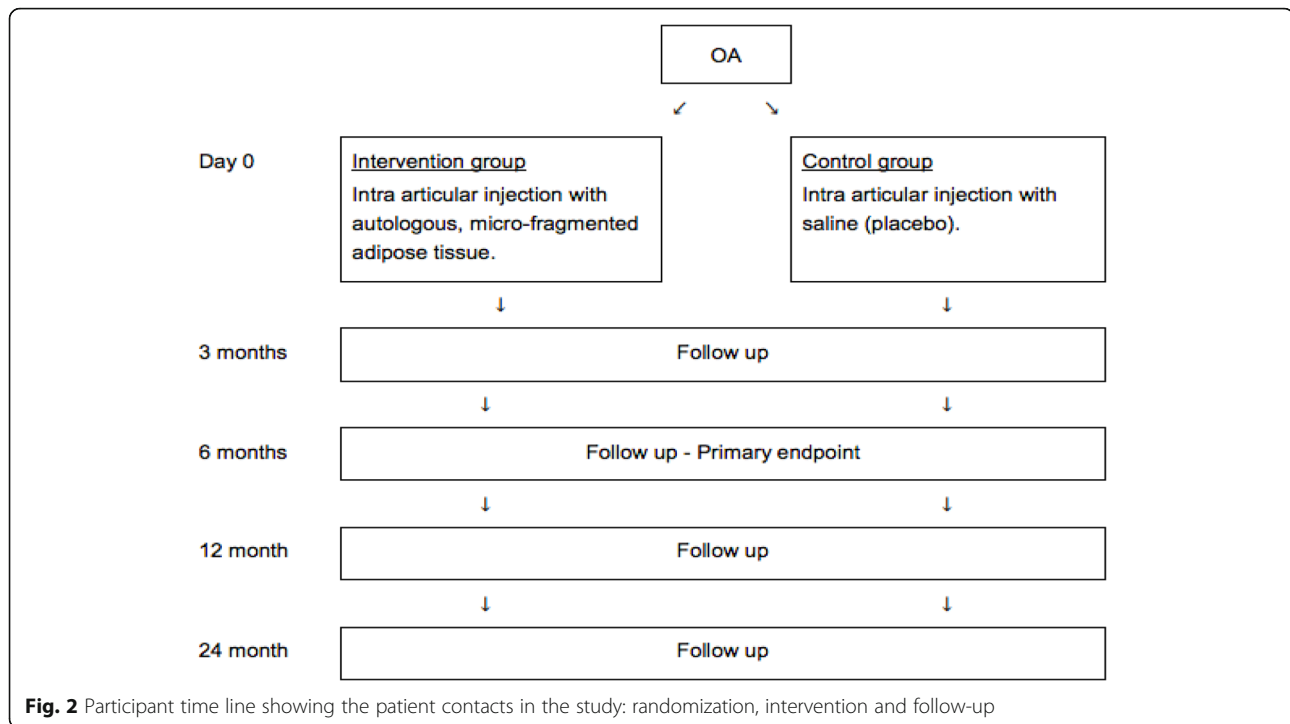 OA
↙ ↘
Day 0
Intervention group
Intra articular injection with
autologous, micro-fragmented
adipose tissue.
Control group
Intra articular injection with
saline (placebo).
↓ ↓
3 months
Follow up
↓ ↓
6 months
Follow up - Primary endpoint
↓ ↓
12 month
Follow up
↓ ↓
24 month
Follow up
Fig. 2 Participant time line showing the patient contacts in the study: randomization, intervention and follow-up